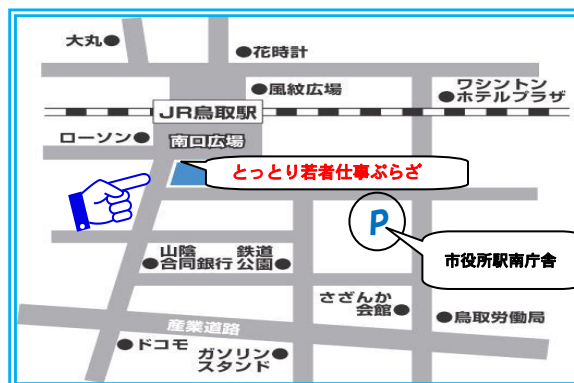 大丸
花時計
風紋広場
ワシントン
ホテルプラザ
JR鳥取駅
ローソン
南口広場
とっとり若者仕事ぷらざ
P
市役所駅南庁舎
山陰
合同銀行
鉄道
公園
さざんか
会館
鳥取労働局
産業道路
ドコモ
ガソリン
スタンド